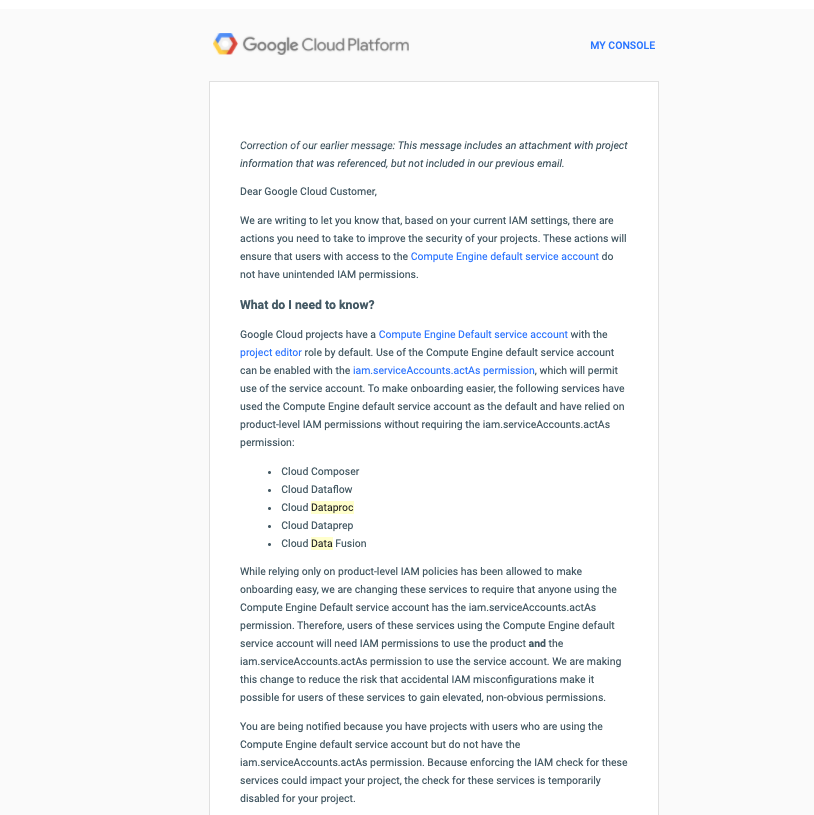 Google Cloud Platform
MY CONSOLE
Correction of our earlier message: This message includes an attachment with project
information that was referenced, but not included in our previous email.
Dear Google Cloud Customer,
We are writing to let you know that, based on your current IAM settings, there are
actions you need to take to improve the security of your projects. These actions will
ensure that users with access to the Compute Engine default service account do
not have unintended IAM permissions.
What do I need to know?
Google Cloud projects have a Compute Engine Default service account with the
project editor role by default. Use of the Compute Engine default service account
can be enabled with the iam.serviceAccounts.actAs permission, which will permit
use of the service account. To make onboarding easier, the following services have
used the Compute Engine default service account as the default and have relied on
product-level IAM permissions without requiring the iam.serviceAccounts.actAs
permission:
• Cloud Composer
• Cloud Dataflow
• Cloud Dataproc
• Cloud Dataprep
• Cloud Data Fusion
While relying only on product-level IAM policies has been allowed to make
onboarding easy, we are changing these services to require that anyone using the
Compute Engine Default service account has the iam.serviceAccounts.actAs
permission. Therefore, users of these services using the Compute Engine default
service account will need IAM permissions to use the product and the
iam.serviceAccounts.actAs permission to use the service account. We are making
this change to reduce the risk that accidental IAM misconfigurations make it
possible for users of these services to gain elevated, non-obvious permissions.
You are being notified because you have projects with users who are using the
Compute Engine default service account but do not have the
iam.serviceAccounts.actAs permission. Because enforcing the IAM check for these
services could impact your project, the check for these services is temporarily
disabled for your project.